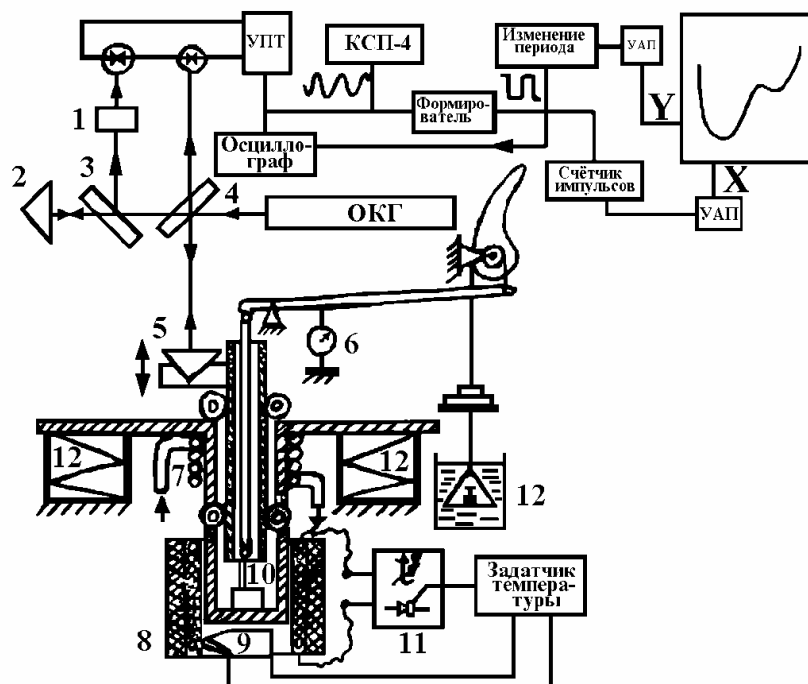 УПТ
КСП-4
Изменение
периода
УАП
Y
Формиро-
ватель
1
Осцилло-
граф
X
3
2
4
ОКГ
Счётчик
импульсов
УАП
5
6
12
7
12
12
10
Задатчик
темпера-
туры
8
9
11